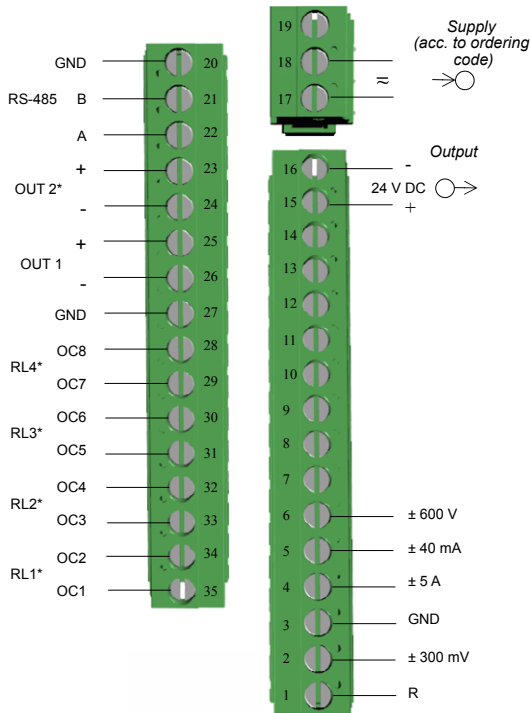 GND 20
RS-485 B 21
A 22
+ 23
OUT 2*
- 24
+ 25
OUT 1
- 26
GND 27
OC8 28
RL4*
OC7 29
OC6 30
RL3*
OC5 31
OC4 32
RL2*
OC3 33
OC2 34
RL1*
OC1 35
19
18
17
≂
Supply
(acc. to ordering
code)
16 -
Output
24 V DC
15 +
14
13
12
11
10
9
8
7
6 ± 600 V
5 ± 40 mA
4 ± 5 A
3 GND
2 ± 300 mV
1 R